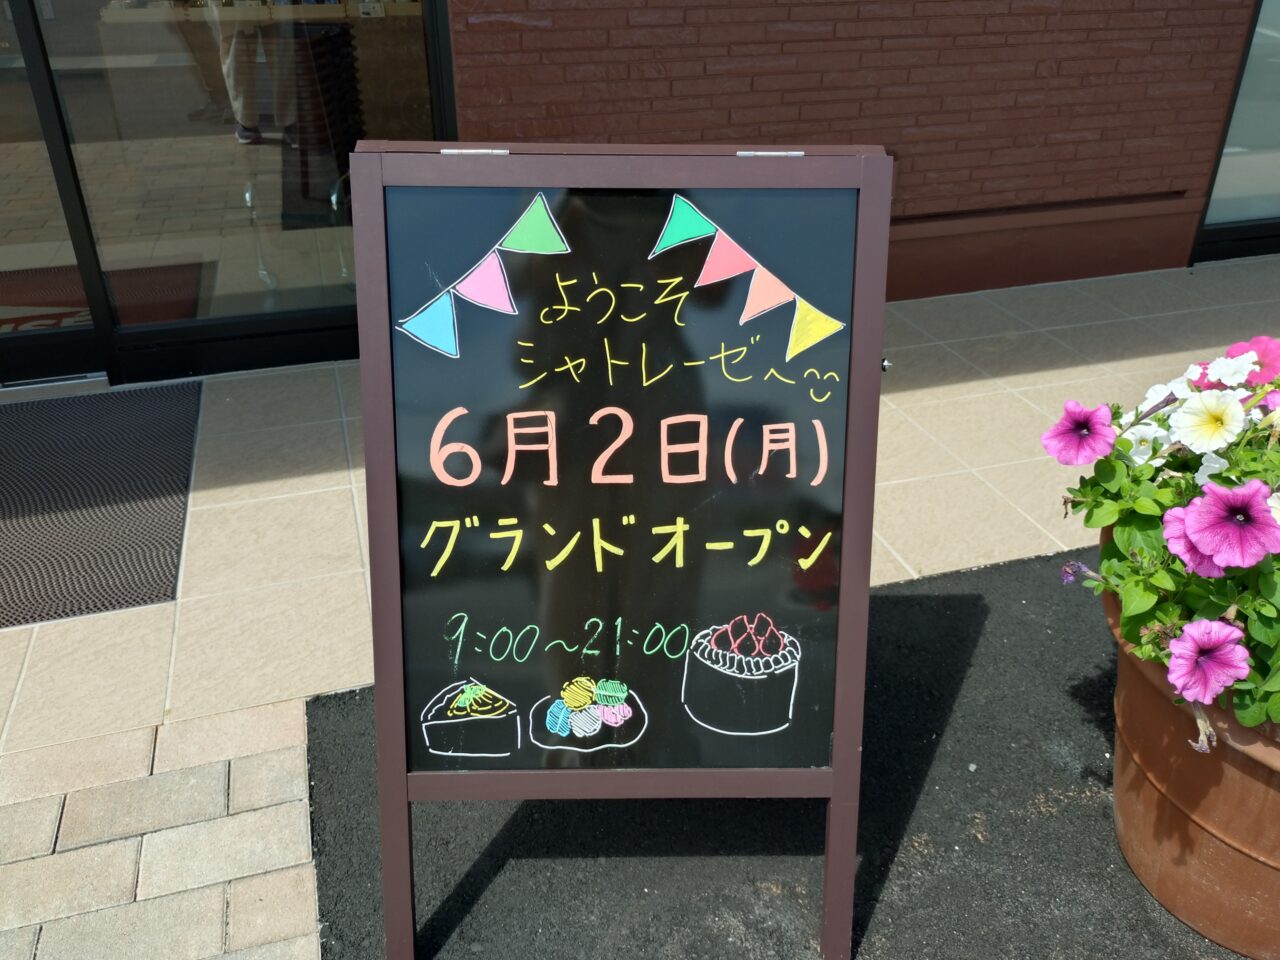 ようこそ
シャトレーゼへ
6月2日(月)
グランドオープン
9:00～21:00